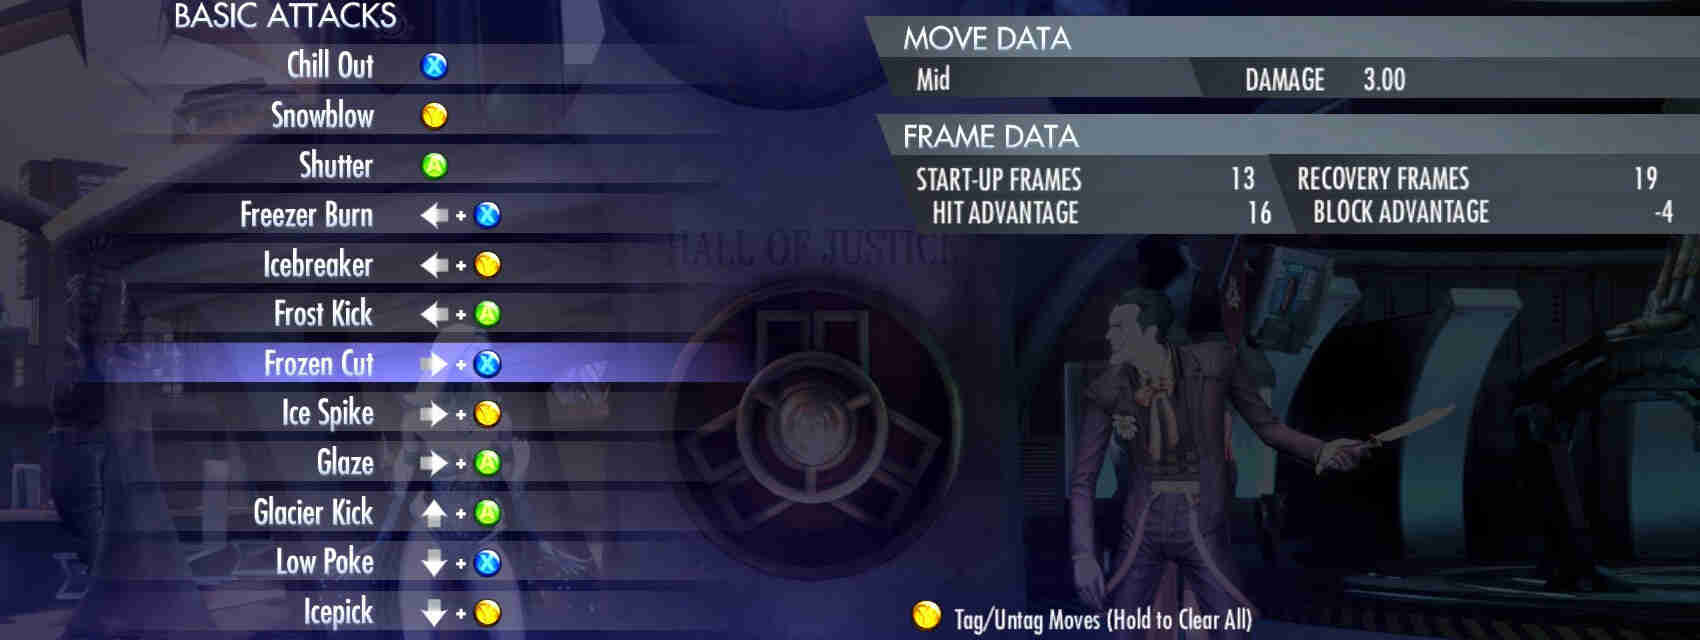 BASIC ATTACKS
Chill Out X
Snowblow Y
Shutter A
Freezer Burn + X
Icebreaker + Y
Frost Kick + A
Frozen Cut + X
Ice Spike + Y
Glaze + A
Glacier Kick + A
Low Poke + X
Icepick + Y
MOVE DATA
Mid DAMAGE 3.00
FRAME DATA
START-UP FRAMES 13 RECOVERY FRAMES 19
HIT ADVANTAGE 16 BLOCK ADVANTAGE -4
HALL OF JUSTICE
Y Tag/Untag Moves (Hold to Clear All)